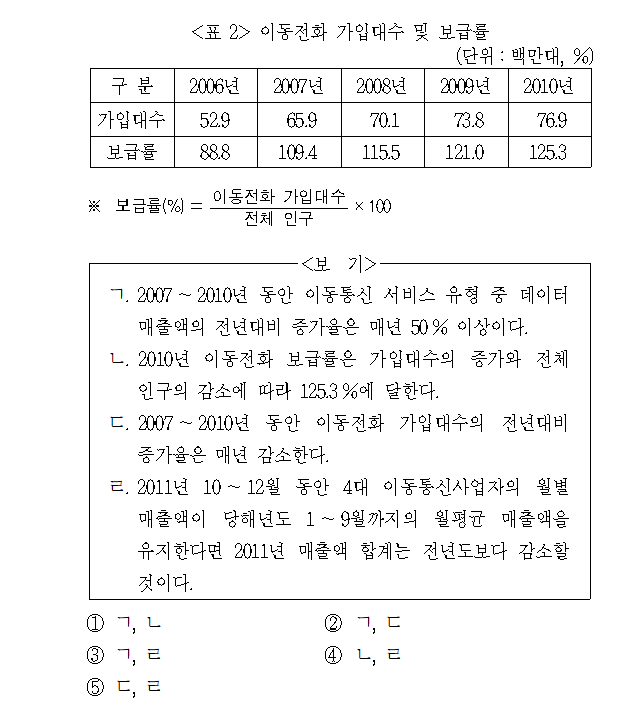 <표 2> 이동전화 가입대수 및 보급률
(단위 : 백만대, %)
구 분 2006년 2007년 2008년 2009년 2010년
가입대수 52.9 65.9 70.1 73.8 76.9
보급률 88.8 109.4 115.5 121.0 125.3
※ 보급률(%) = 이동전화 가입대수 / 전체 인구 × 100
<보 기>
ㄱ. 2007 ~ 2010년 동안 이동통신 서비스 유형 중 데이터
매출액의 전년대비 증가율은 매년 50 % 이상이다.
ㄴ. 2010년 이동전화 보급률은 가입대수의 증가와 전체
인구의 감소에 따라 125.3 %에 달한다.
ㄷ. 2007 ~ 2010년 동안 이동전화 가입대수의 전년대비
증가율은 매년 감소한다.
ㄹ. 2011년 10 ~ 12월 동안 4대 이동통신사업자의 월별
매출액이 당해년도 1 ~ 9월까지의 월평균 매출액을
유지한다면 2011년 매출액 합계는 전년도보다 감소할
것이다.
① ㄱ, ㄴ ② ㄱ, ㄷ
③ ㄱ, ㄹ ④ ㄴ, ㄹ
⑤ ㄷ, ㄹ